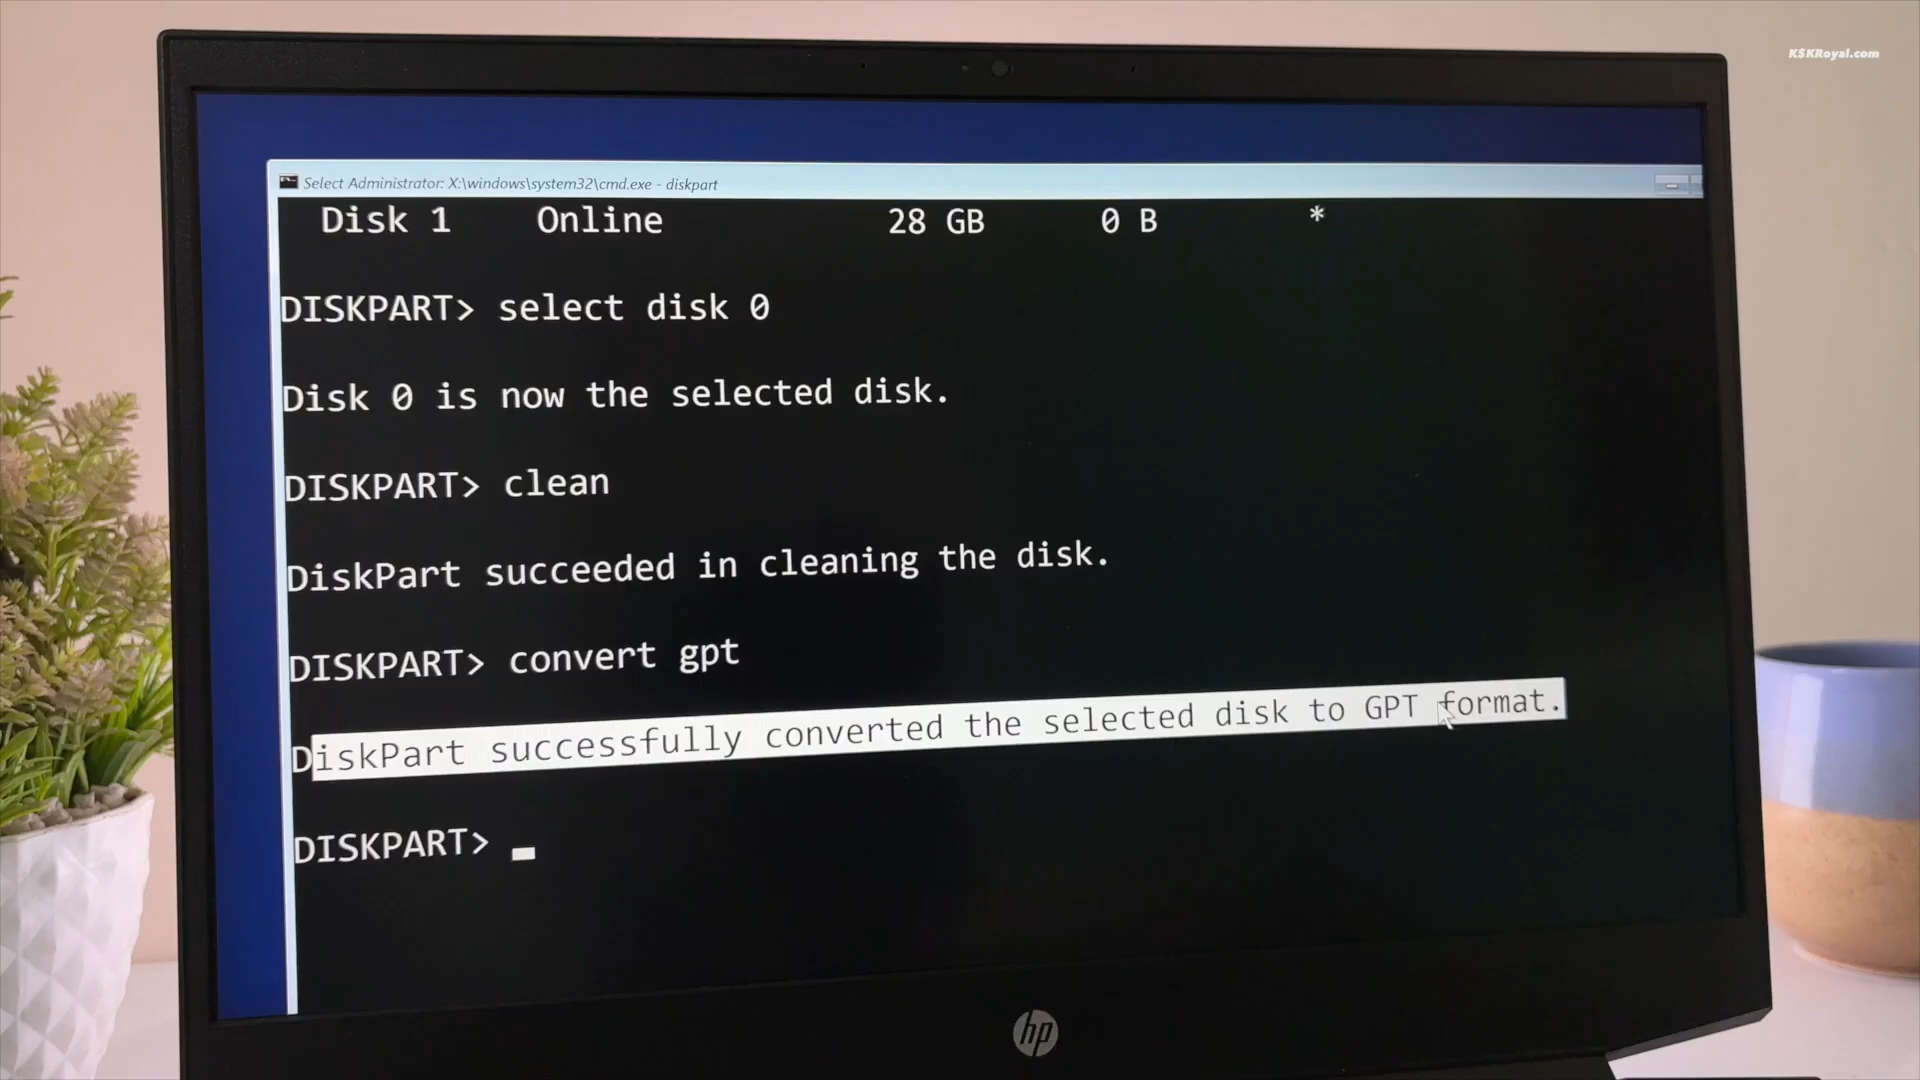 KSKRoyal.com
Select Administrator: X:\windows\system32\cmd.exe - diskpart
Disk 1 Online 28 GB 0 B *
DISKPART> select disk 0
Disk 0 is now the selected disk.
DISKPART> clean
DiskPart succeeded in cleaning the disk.
DISKPART> convert gpt
DiskPart successfully converted the selected disk to GPT format.
DISKPART>
hp